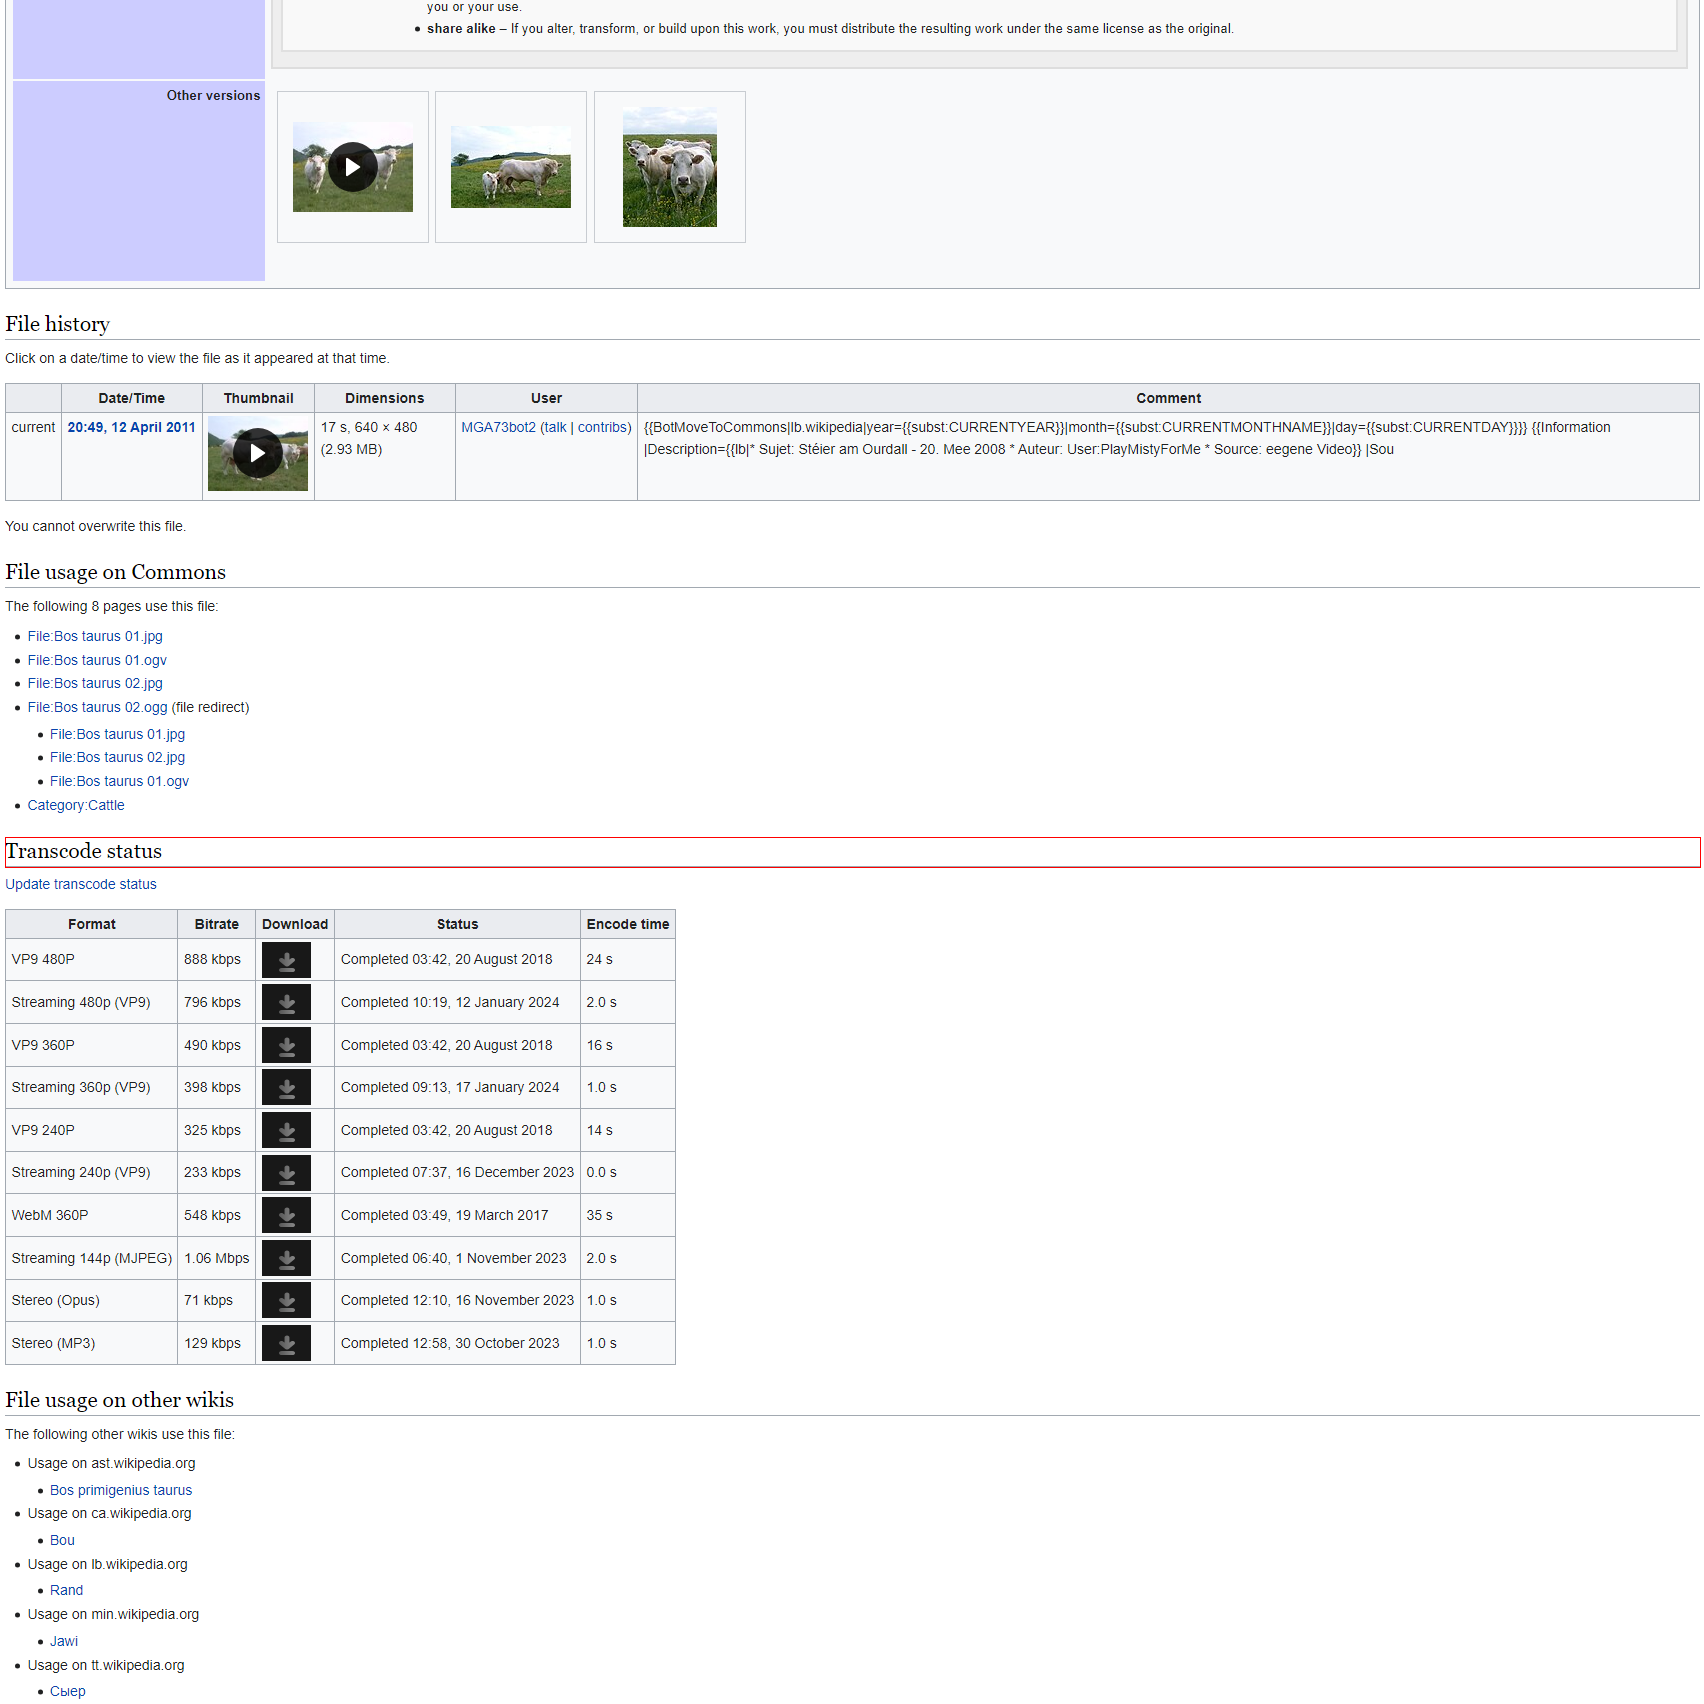 you or your use.
share alike – If you alter, transform, or build upon this work, you must distribute the resulting work under the same license as the original.
Other versions
File history
Click on a date/time to view the file as it appeared at that time.
Date/Time Thumbnail Dimensions User Comment
current 20:49, 12 April 2011 17 s, 640 × 480 MGA73bot2 (talk | contribs) {{BotMoveToCommons|lb.wikipedia|year={{subst:CURRENTYEAR}}|month={{subst:CURRENTMONTHNAME}}|day={{subst:CURRENTDAY}}}} {{Information
(2.93 MB) |Description={{lb|* Sujet: Stéier am Ourdall - 20. Mee 2008 * Auteur: User:PlayMistyForMe * Source: eegene Video}} |Sou
You cannot overwrite this file.
File usage on Commons
The following 8 pages use this file:
File:Bos taurus 01.jpg
File:Bos taurus 01.ogv
File:Bos taurus 02.jpg
File:Bos taurus 02.ogg (file redirect)
File:Bos taurus 01.jpg
File:Bos taurus 02.jpg
File:Bos taurus 01.ogv
Category:Cattle
Transcode status
Update transcode status
Format Bitrate Download Status Encode time
VP9 480P 888 kbps Completed 03:42, 20 August 2018 24 s
Streaming 480p (VP9) 796 kbps Completed 10:19, 12 January 2024 2.0 s
VP9 360P 490 kbps Completed 03:42, 20 August 2018 16 s
Streaming 360p (VP9) 398 kbps Completed 09:13, 17 January 2024 1.0 s
VP9 240P 325 kbps Completed 03:42, 20 August 2018 14 s
Streaming 240p (VP9) 233 kbps Completed 07:37, 16 December 2023 0.0 s
WebM 360P 548 kbps Completed 03:49, 19 March 2017 35 s
Streaming 144p (MJPEG) 1.06 Mbps Completed 06:40, 1 November 2023 2.0 s
Stereo (Opus) 71 kbps Completed 12:10, 16 November 2023 1.0 s
Stereo (MP3) 129 kbps Completed 12:58, 30 October 2023 1.0 s
File usage on other wikis
The following other wikis use this file:
Usage on ast.wikipedia.org
Bos primigenius taurus
Usage on ca.wikipedia.org
Bou
Usage on lb.wikipedia.org
Rand
Usage on min.wikipedia.org
Jawi
Usage on tt.wikipedia.org
Сыер